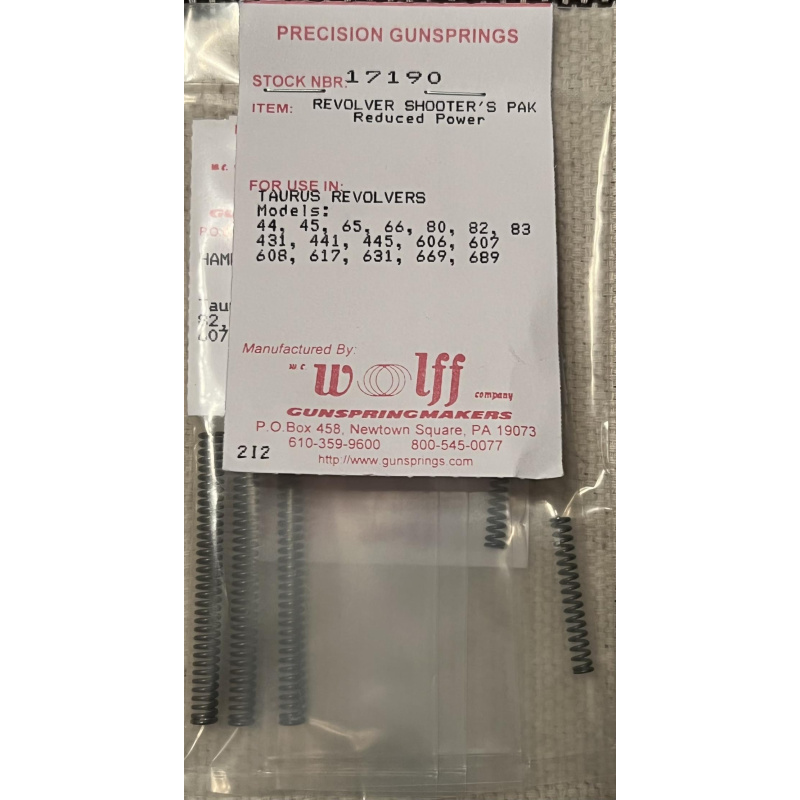 PRECISION GUNSPRINGS
STOCK NBR. 17190
ITEM: REVOLVER SHOOTER'S PAK
Reduced Power
FOR USE IN:
TAURUS REVOLVERS
Models:
44, 45, 65, 66, 80, 82, 83
431, 441, 445, 606, 607
608, 617, 631, 669, 689
Manufactured By:
w c wolff company
GUNSPRINGMAKERS
P.O.Box 458, Newtown Square, PA 19073
610-359-9600 800-545-0077
212 http://www.gunsprings.com
w c
P.O.
82,
607